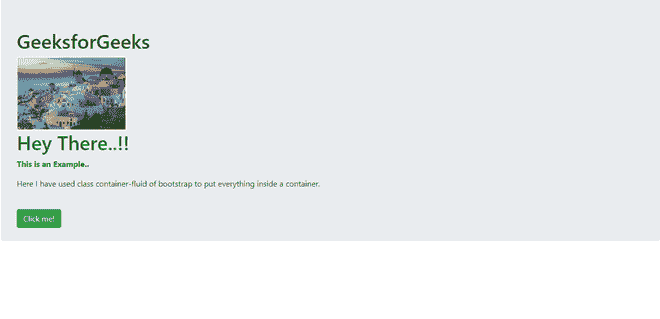 GeeksforGeeks
Hey There..!!
This is an Example..
Here I have used class container-fluid of bootstrap to put everything inside a container.
Click me!